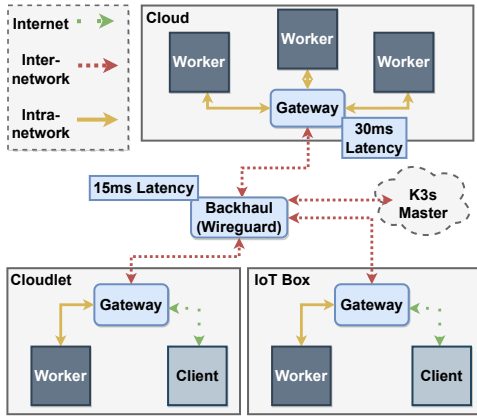 Internet
Inter-
network
Intra-
network
Cloud
Worker
Worker
Worker
Gateway
30ms
Latency
15ms Latency
Backhaul
(Wireguard)
K3s
Master
Cloudlet
Gateway
Worker
Client
IoT Box
Gateway
Worker
Client